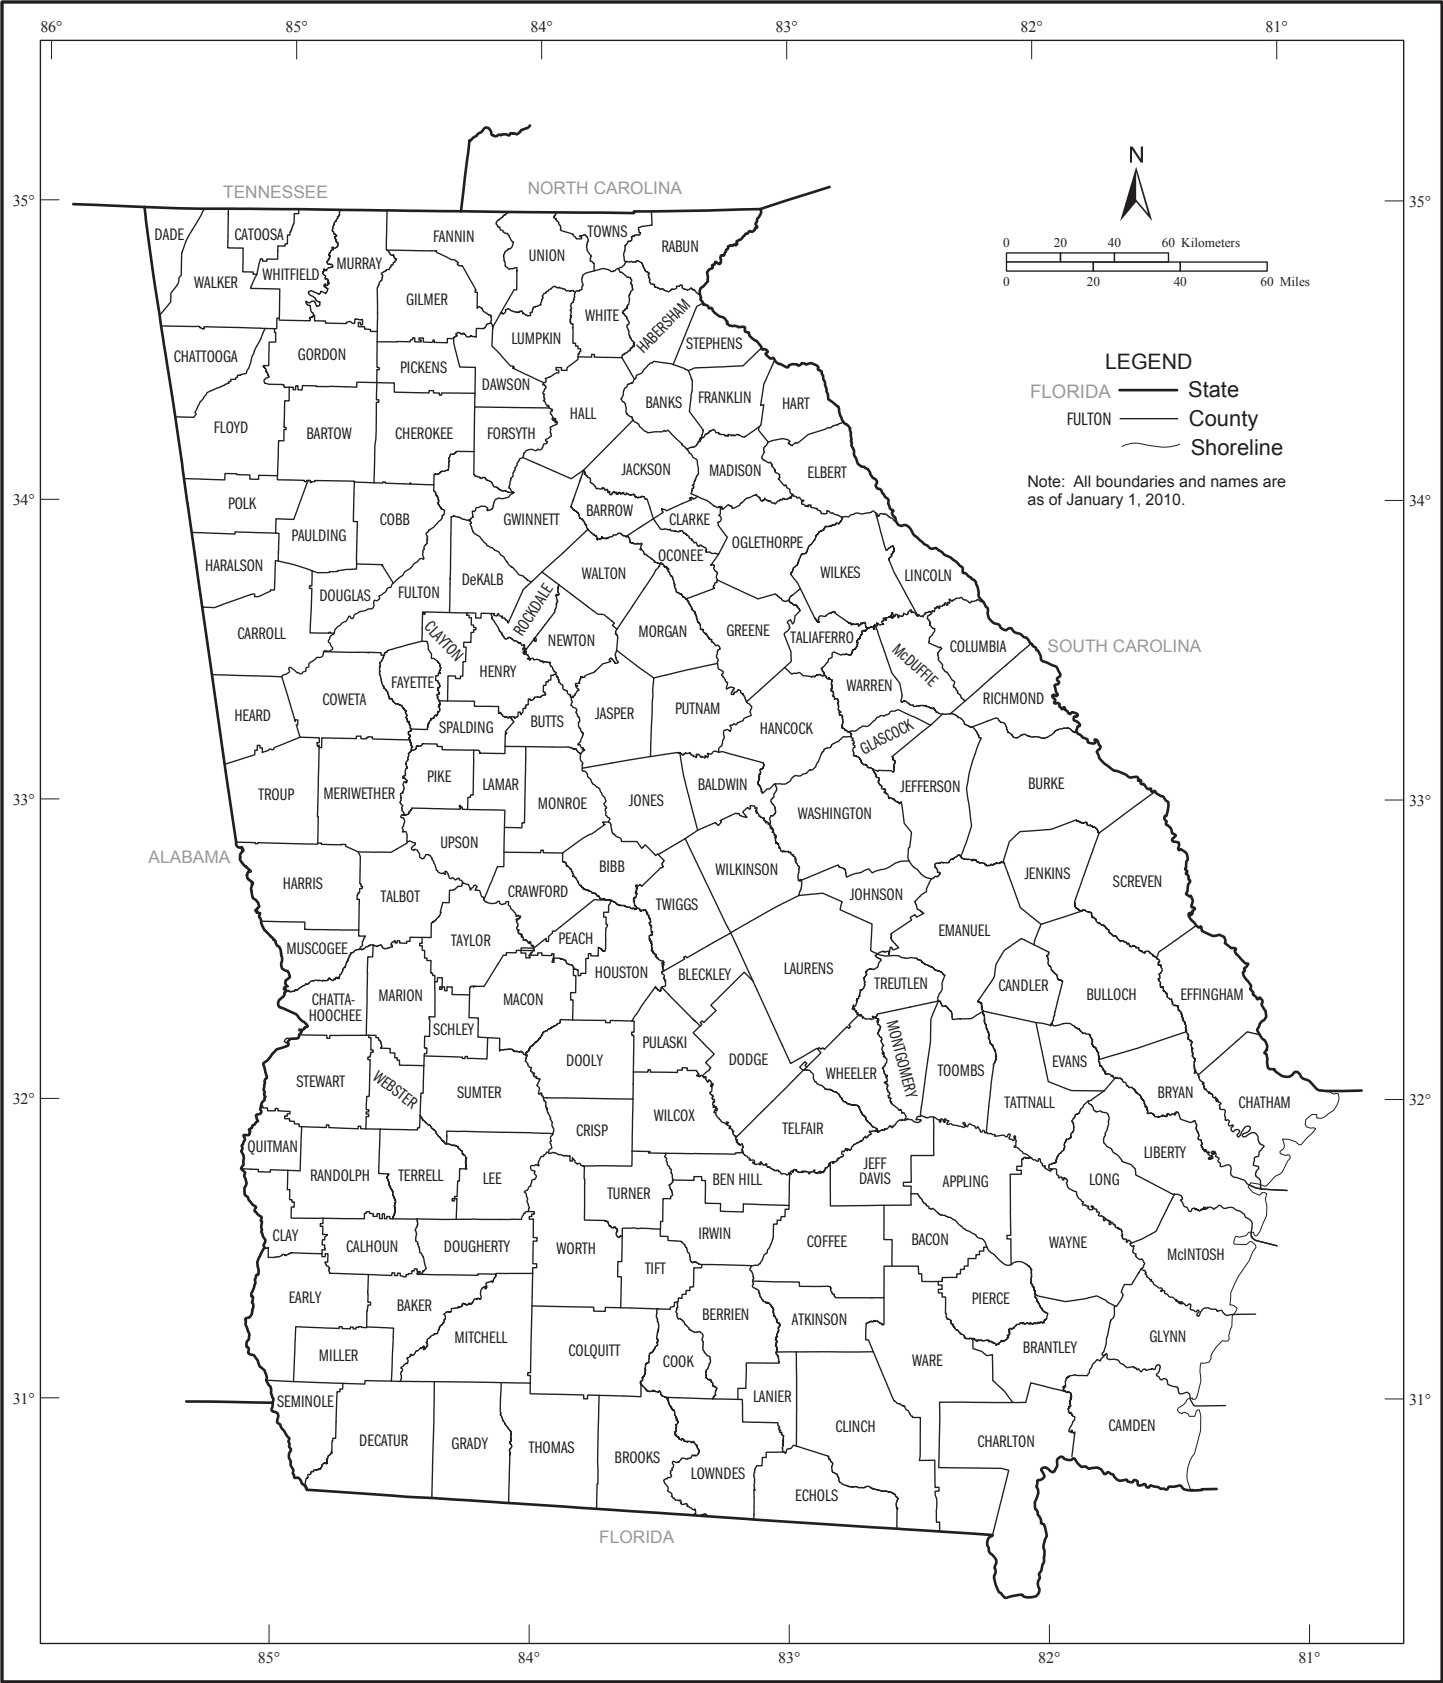 86° 85° 84° 83° 82° 81°
TENNESSEE NORTH CAROLINA
N
35° 35°
0 20 40 60 Kilometers
0 20 40 60 Miles
DADE CATOOSA FANNIN TOWNS RABUN
WALKER WHITFIELD MURRAY UNION
GILMER WHITE HABERSHAM
LUMPKIN STEPHENS
CHATTOOGA GORDON PICKENS DAWSON
LEGEND
FLORIDA State
FULTON County
Shoreline
Note: All boundaries and names are
as of January 1, 2010.
FLOYD BARTOW CHEROKEE FORSYTH HALL BANKS FRANKLIN HART
JACKSON MADISON ELBERT
34° 34°
POLK PAULDING COBB GWINNETT BARROW CLARKE
OCONEE OGLETHORPE
HARALSON DOUGLAS FULTON DeKALB ROCKDALE WALTON WILKES LINCOLN
CARROLL CLAYTON HENRY NEWTON MORGAN GREENE TALIAFERRO McDUFFIE COLUMBIA
SOUTH CAROLINA
HEARD COWETA FAYETTE SPALDING BUTTS JASPER PUTNAM HANCOCK WARREN GLASCOCK RICHMOND
33° 33°
TROUP MERIWETHER PIKE LAMAR MONROE JONES BALDWIN WASHINGTON JEFFERSON BURKE
ALABAMA
UPSON BIBB WILKINSON JENKINS SCREVEN
HARRIS TALBOT CRAWFORD TWIGGS JOHNSON
MUSCOGEE TAYLOR PEACH HOUSTON BLECKLEY LAURENS EMANUEL
CHATTA-
HOOCHEE
MARION SCHLEY MACON PULASKI TREUTLEN CANDLER BULLOCH EFFINGHAM
STEWART WEBSTER SUMTER DOOLY DODGE WHEELER MONTGOMERY TOOMBS EVANS
32° 32°
TATTNALL BRYAN CHATHAM
QUITMAN CRISP WILCOX TELFAIR
RANDOLPH TERRELL LEE TURNER BEN HILL
JEFF
DAVIS
APPLING LONG LIBERTY
CLAY CALHOUN DOUGHERTY WORTH TIFT IRWIN COFFEE BACON WAYNE McINTOSH
EARLY BAKER MITCHELL BERRIEN ATKINSON PIERCE
MILLER COLQUITT COOK WARE BRANTLEY GLYNN
31° 31°
SEMINOLE DECATUR GRADY THOMAS BROOKS LANIER CLINCH CHARLTON CAMDEN
LOWNDES ECHOLS
FLORIDA
85° 84° 83° 82° 81°